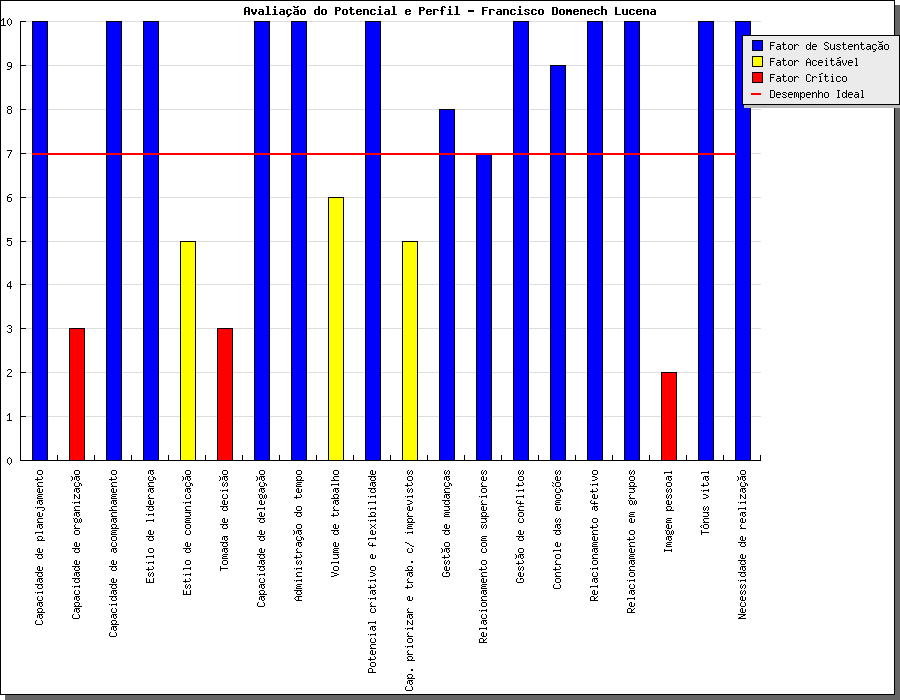 Avaliação do Potencial e Perfil - Francisco Domenech Lucena
Fator de Sustentação
Fator Aceitável
Fator Crítico
Desempenho Ideal
10
9
8
7
6
5
4
3
2
1
0
Capacidade de planejamento
Capacidade de organização
Capacidade de acompanhamento
Estilo de liderança
Estilo de comunicação
Tomada de decisão
Capacidade de delegação
Administração do tempo
Volume de trabalho
Potencial criativo e flexibilidade
Cap. priorizar e trab. c/ imprevistos
Gestão de mudanças
Relacionamento com superiores
Gestão de conflitos
Controle das emoções
Relacionamento afetivo
Relacionamento em grupos
Imagem pessoal
Tônus vital
Necessidade de realização